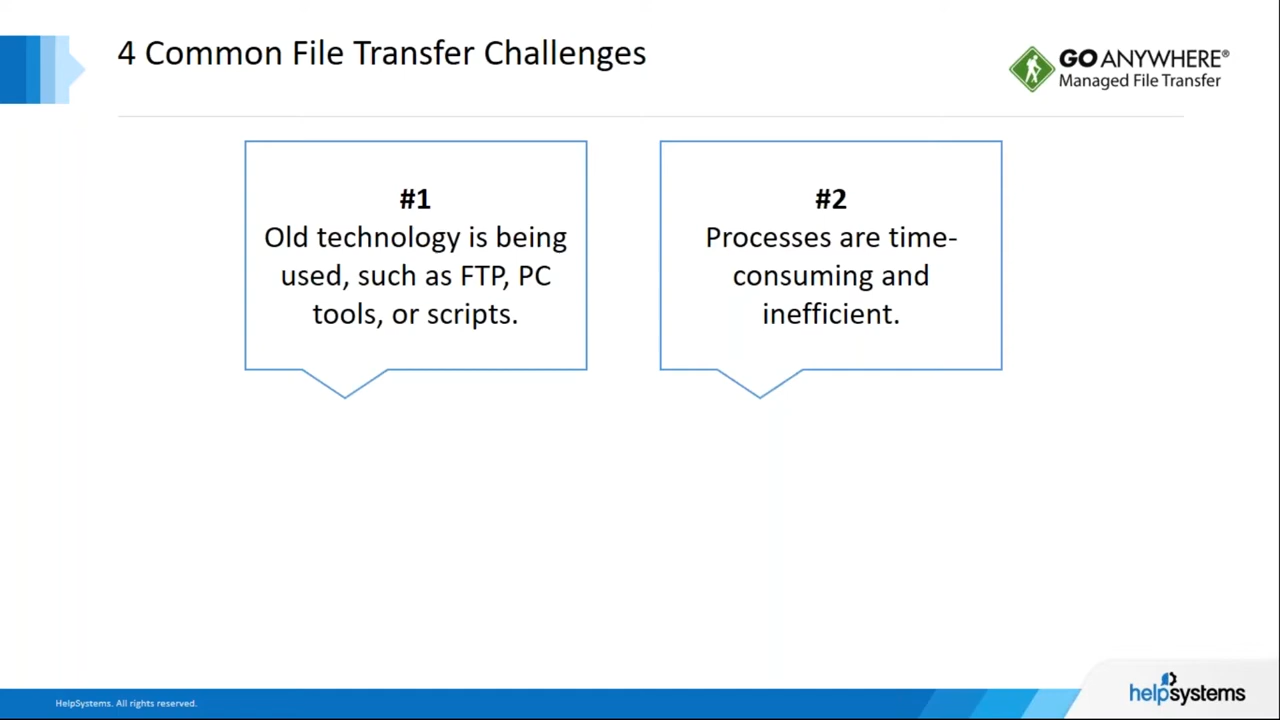 4 Common File Transfer Challenges
GO ANYWHERE®
Managed File Transfer
#1
Old technology is being
used, such as FTP, PC
tools, or scripts.
#2
Processes are time-
consuming and
inefficient.
HelpSystems. All rights reserved.
helpsystems